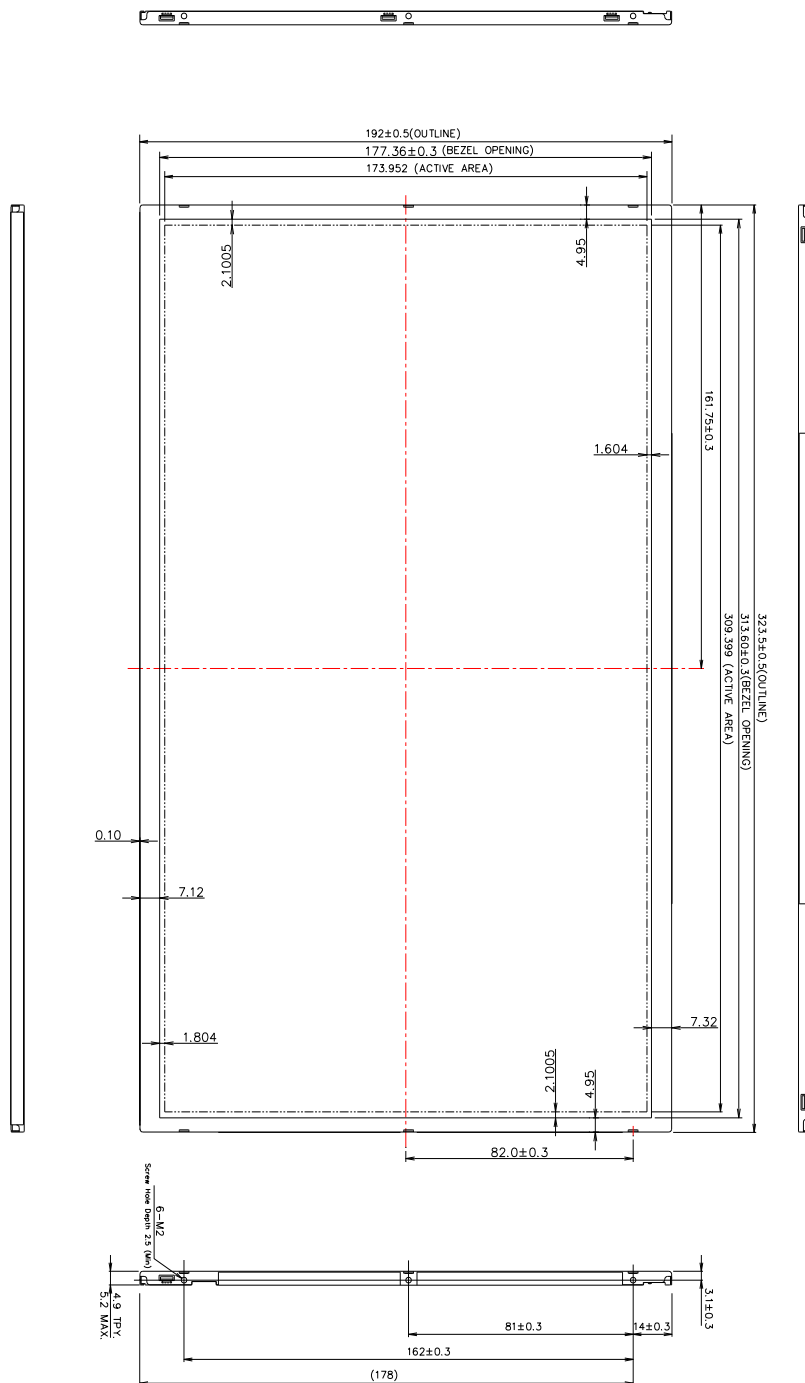 192±0.5(OUTLINE)
177.36±0.3 (BEZEL OPENING)
173.952 (ACTIVE AREA)
2.1005
4.95
161.75±0.3
1.604
323.5±0.5(OUTLINE)
313.60±0.3(BEZEL OPENING)
309.399 (ACTIVE AREA)
0.10
7.12
7.32
1.804
2.1005
4.95
82.0±0.3
6-M2
Screw Hole Depth 2.5 (Min)
4.9 TPY.
5.2 MAX.
3.1±0.3
81±0.3
14±0.3
162±0.3
(178)